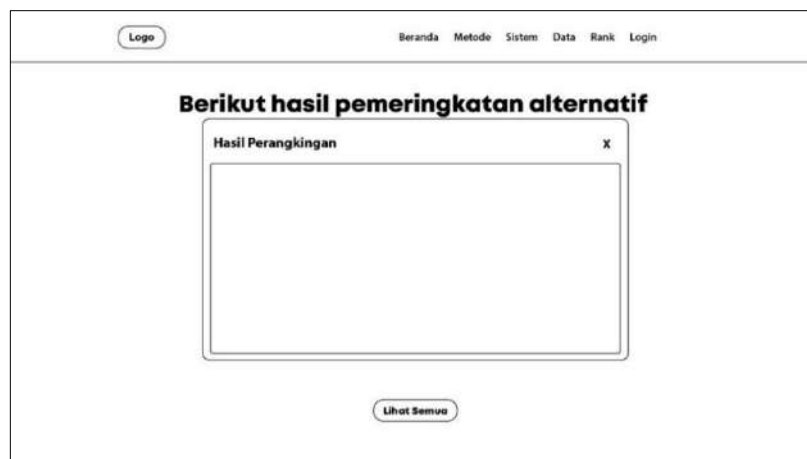 Logo
Beranda Metode Sistem Data Rank Login
Berikut hasil pemeringkatan alternatif
Hasil Perangkingan X
Lihat Semua